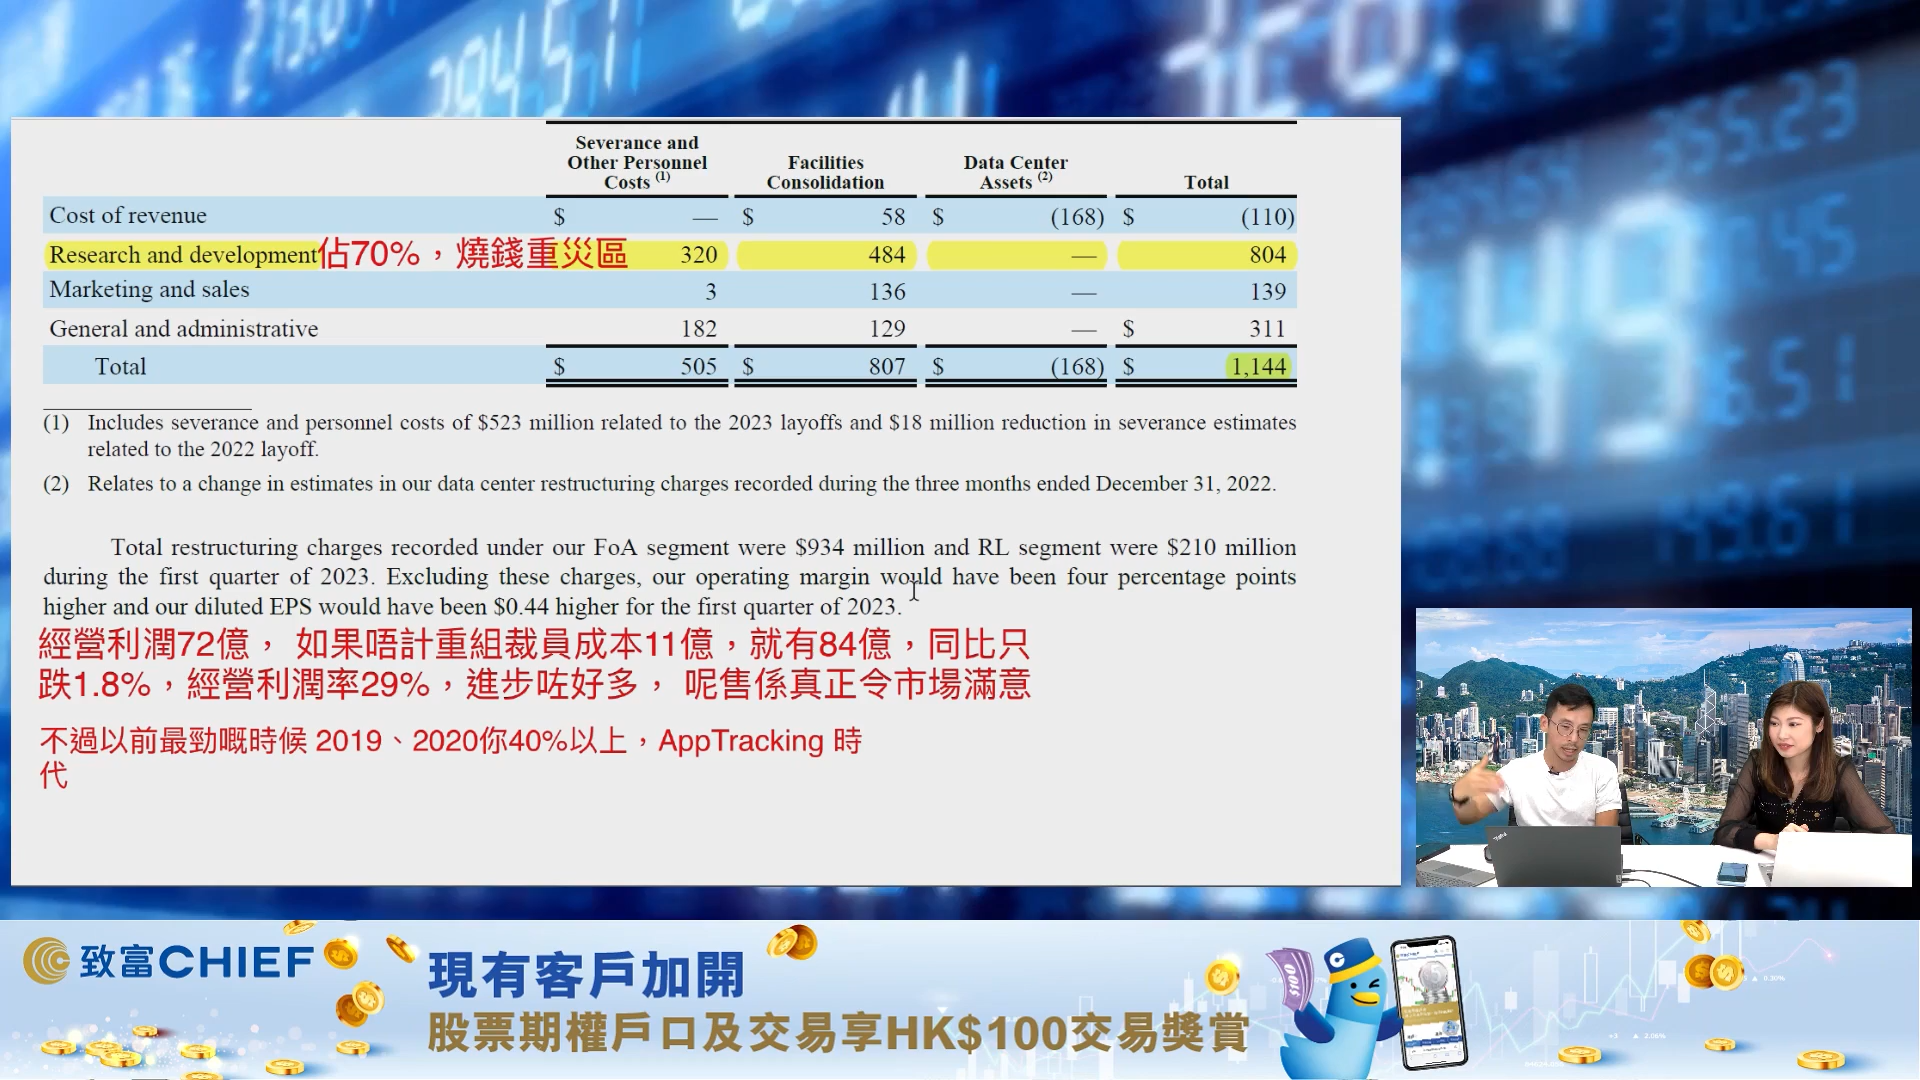 Severance and
Other Personnel
Costs (1)
Facilities
Consolidation
Data Center
Assets (2)
Total
Cost of revenue $ — $ 58 $ (168) $ (110)
Research and development佔70%，燒錢重災區 320 484 — 804
Marketing and sales 3 136 — 139
General and administrative 182 129 — $ 311
Total $ 505 $ 807 $ (168) $ 1,144
(1) Includes severance and personnel costs of $523 million related to the 2023 layoffs and $18 million reduction in severance estimates
related to the 2022 layoff.
(2) Relates to a change in estimates in our data center restructuring charges recorded during the three months ended December 31, 2022.
Total restructuring charges recorded under our FoA segment were $934 million and RL segment were $210 million
during the first quarter of 2023. Excluding these charges, our operating margin would have been four percentage points
higher and our diluted EPS would have been $0.44 higher for the first quarter of 2023.
經營利潤72億， 如果唔計重組裁員成本11億，就有84億，同比只
跌1.8%，經營利潤率29%，進步咗好多， 呢售係真正令市場滿意
不過以前最勁嘅時候 2019、2020你40%以上，AppTracking 時
代
致富CHIEF
現有客戶加開
股票期權戶口及交易享HK$100交易獎賞